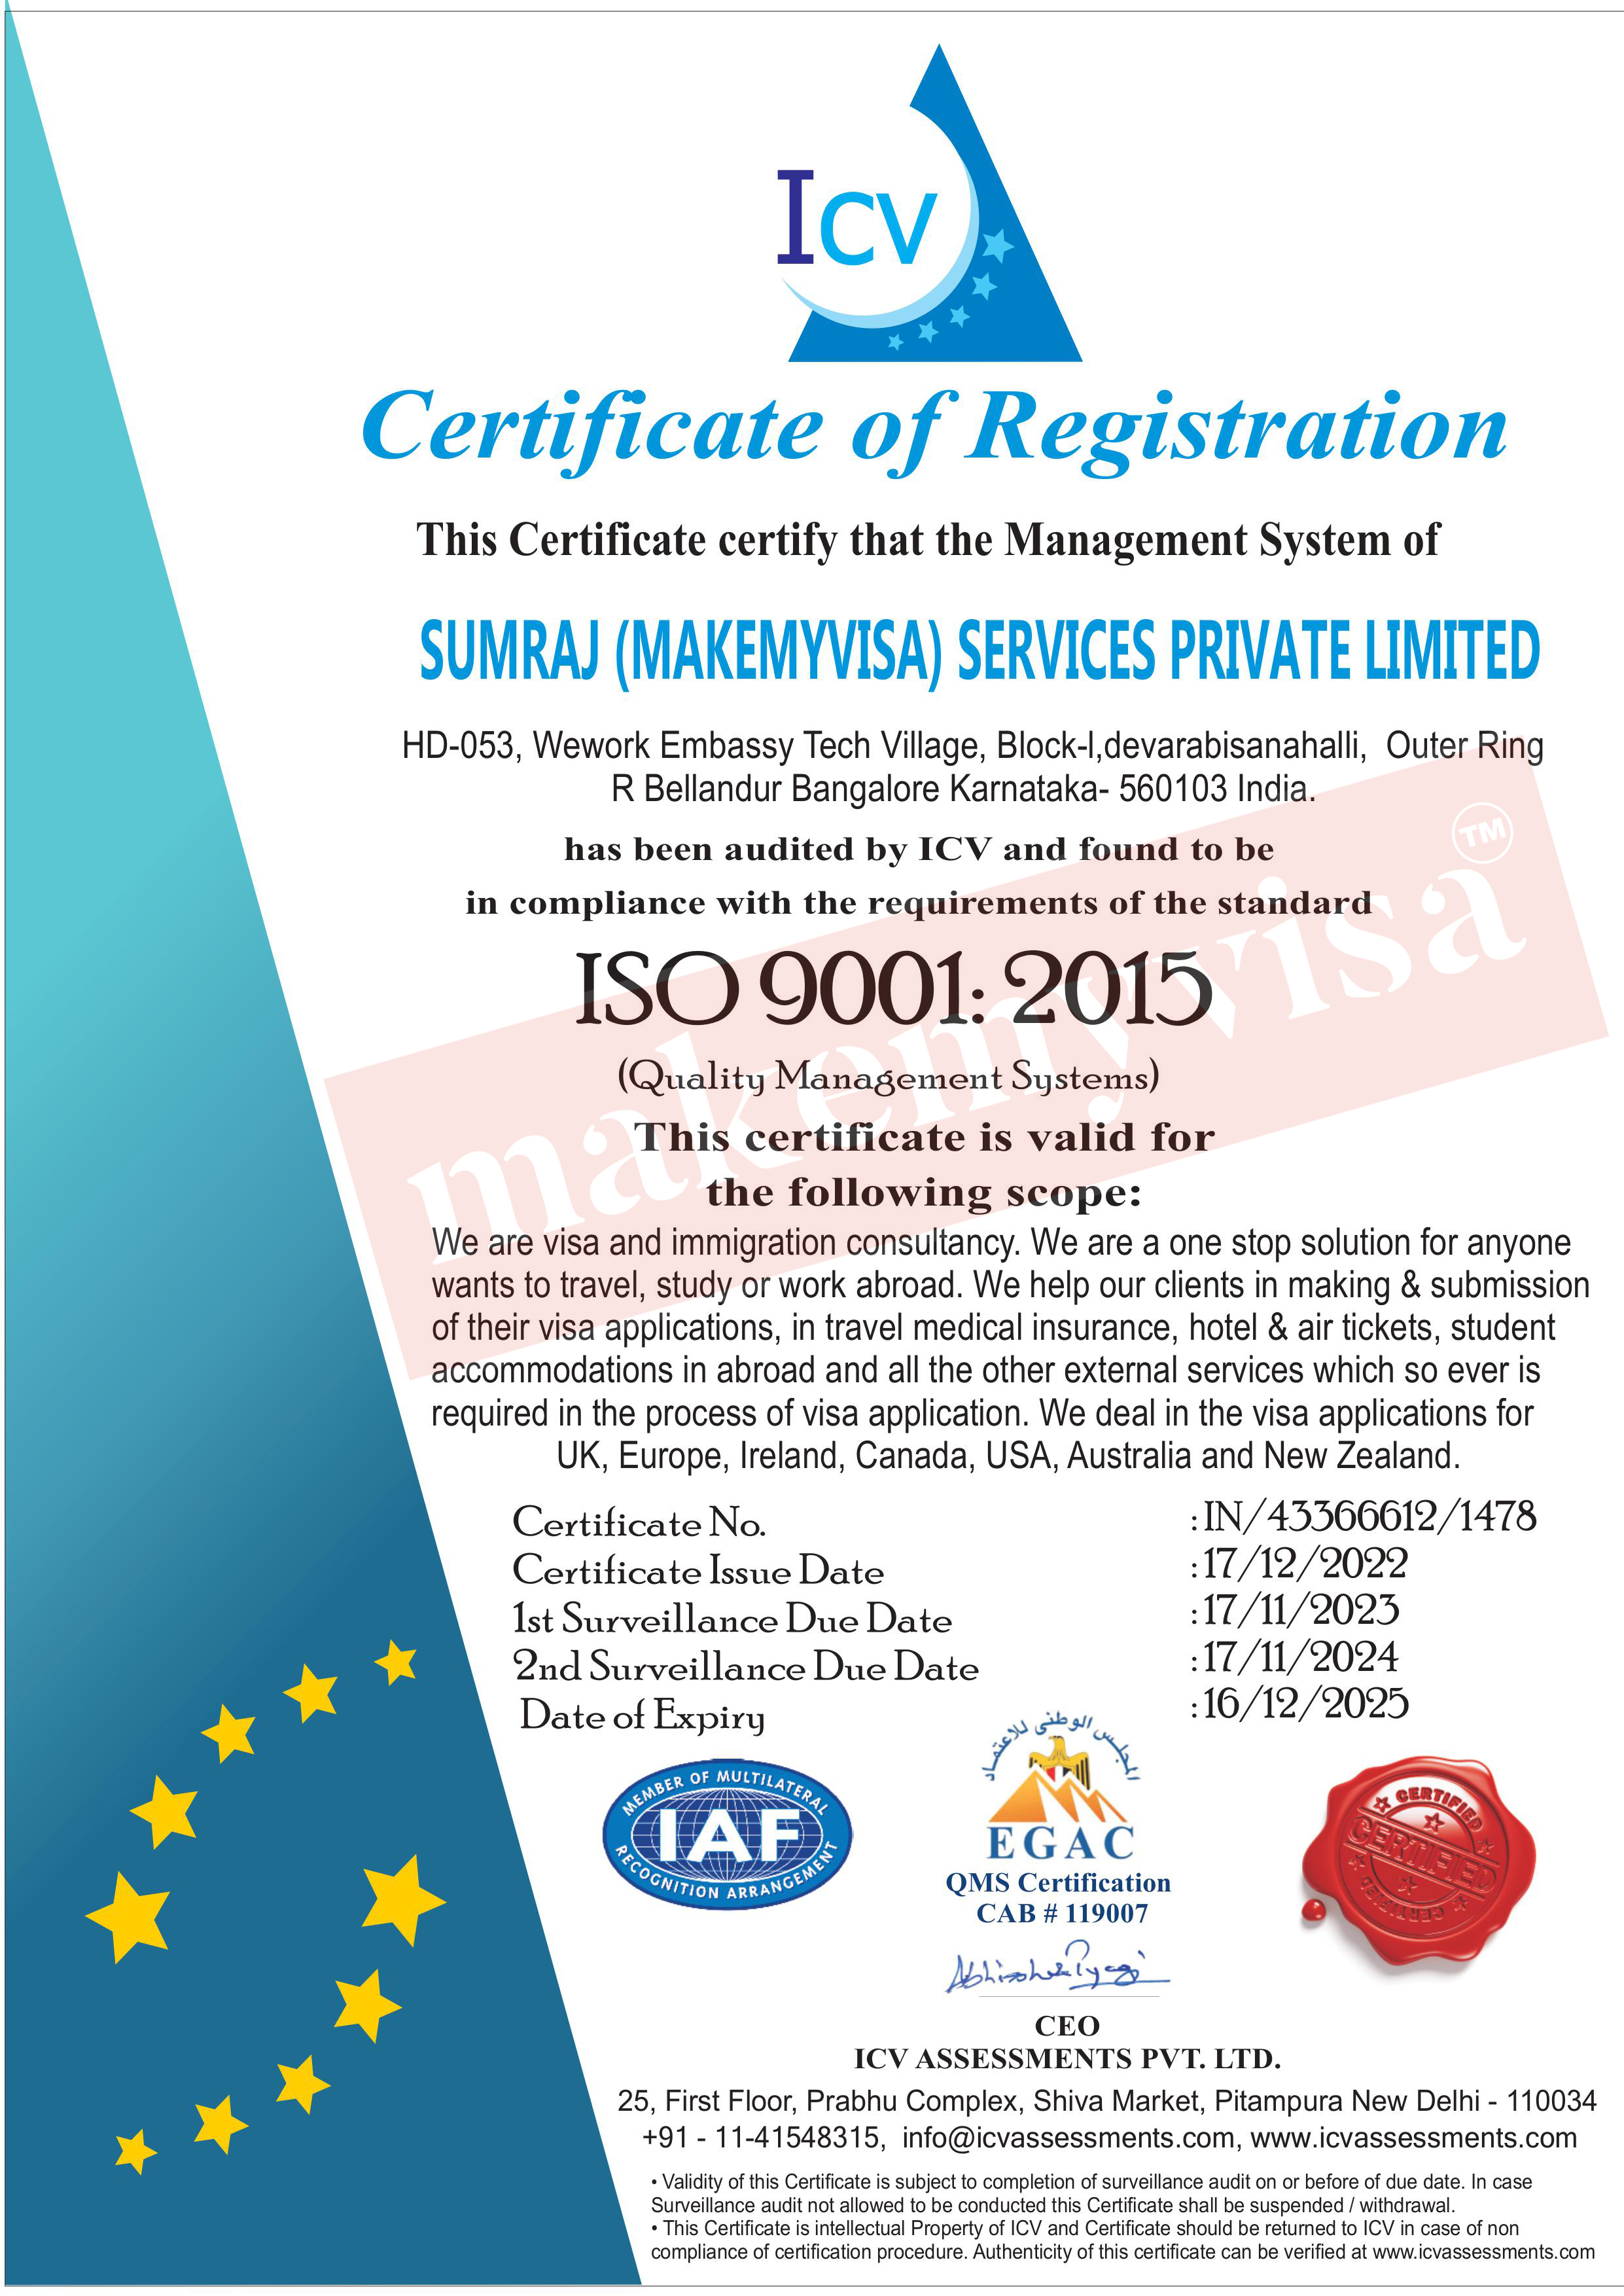 Icv
Certificate of Registration
This Certificate certify that the Management System of
SUMRAJ (MAKEMYVISA) SERVICES PRIVATE LIMITED
HD-053, Wework Embassy Tech Village, Block-l,devarabisanahalli, Outer Ring
R Bellandur Bangalore Karnataka- 560103 India.
has been audited by ICV and found to be
in compliance with the requirements of the standard
ISO 9001: 2015
(Quality Management Systems)
makemyvisa TM
This certificate is valid for
the following scope:
We are visa and immigration consultancy. We are a one stop solution for anyone
wants to travel, study or work abroad. We help our clients in making & submission
of their visa applications, in travel medical insurance, hotel & air tickets, student
accommodations in abroad and all the other external services which so ever is
required in the process of visa application. We deal in the visa applications for
UK, Europe, Ireland, Canada, USA, Australia and New Zealand.
Certificate No. : IN/43366612/1478
Certificate Issue Date : 17/12/2022
1st Surveillance Due Date : 17/11/2023
2nd Surveillance Due Date : 17/11/2024
Date of Expiry : 16/12/2025
MEMBER OF MULTILATERAL
IAF
RECOGNITION ARRANGEMENT
المجلس الوطنى للاعتماد
EGAC
QMS Certification
CAB # 119007
CERTIFIED
CERTIFIED
CERTIFIED
Abhishek Tyagi
CEO
ICV ASSESSMENTS PVT. LTD.
25, First Floor, Prabhu Complex, Shiva Market, Pitampura New Delhi - 110034
+91 - 11-41548315, info@icvassessments.com, www.icvassessments.com
• Validity of this Certificate is subject to completion of surveillance audit on or before of due date. In case
Surveillance audit not allowed to be conducted this Certificate shall be suspended / withdrawal.
• This Certificate is intellectual Property of ICV and Certificate should be returned to ICV in case of non
compliance of certification procedure. Authenticity of this certificate can be verified at www.icvassessments.com